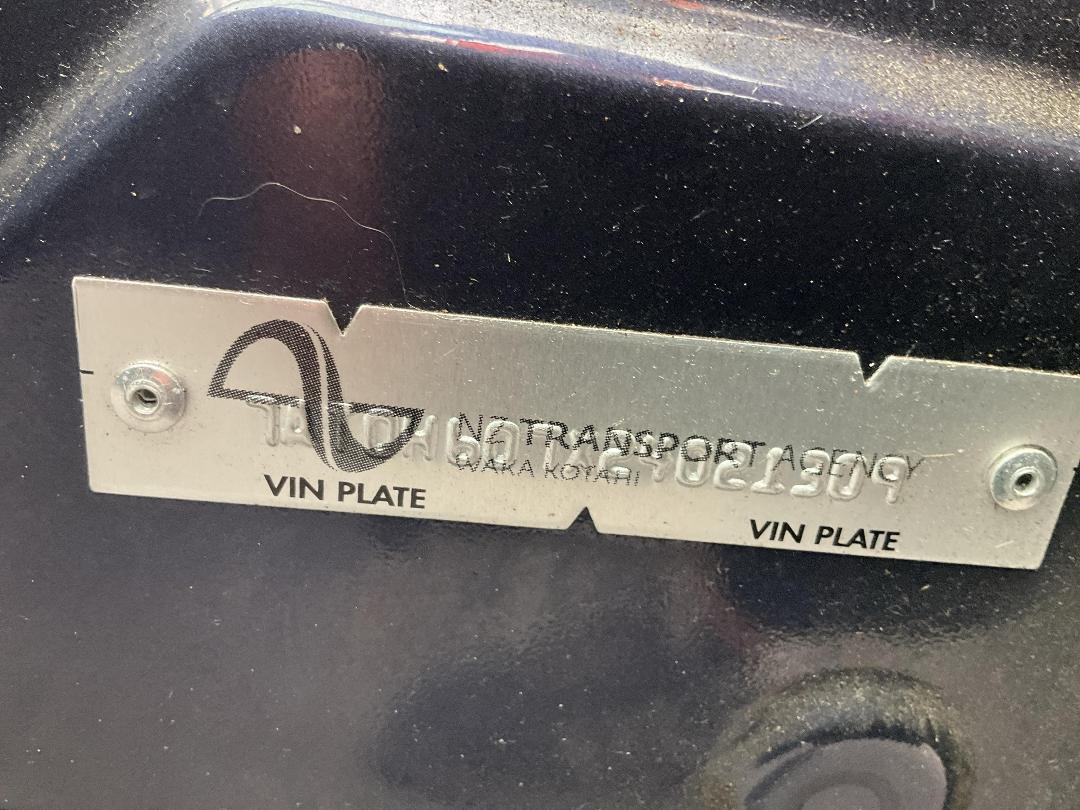 NZ TRANSPORT AGENCY
WAKA KOTAHI
VIN PLATE
VIN PLATE